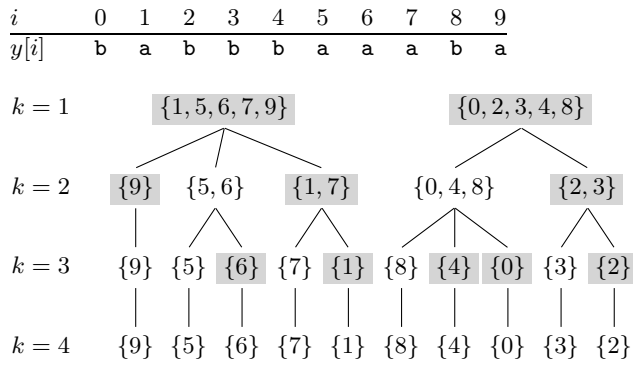 i 0 1 2 3 4 5 6 7 8 9
y[i] b a b b b a a a b a
k = 1 {1, 5, 6, 7, 9} {0, 2, 3, 4, 8}
k = 2 {9} {5, 6} {1, 7} {0, 4, 8} {2, 3}
k = 3 {9} {5} {6} {7} {1} {8} {4} {0} {3} {2}
k = 4 {9} {5} {6} {7} {1} {8} {4} {0} {3} {2}